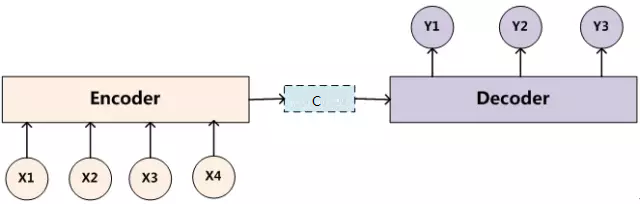 Y1 Y2 Y3
Encoder C Decoder
X1 X2 X3 X4